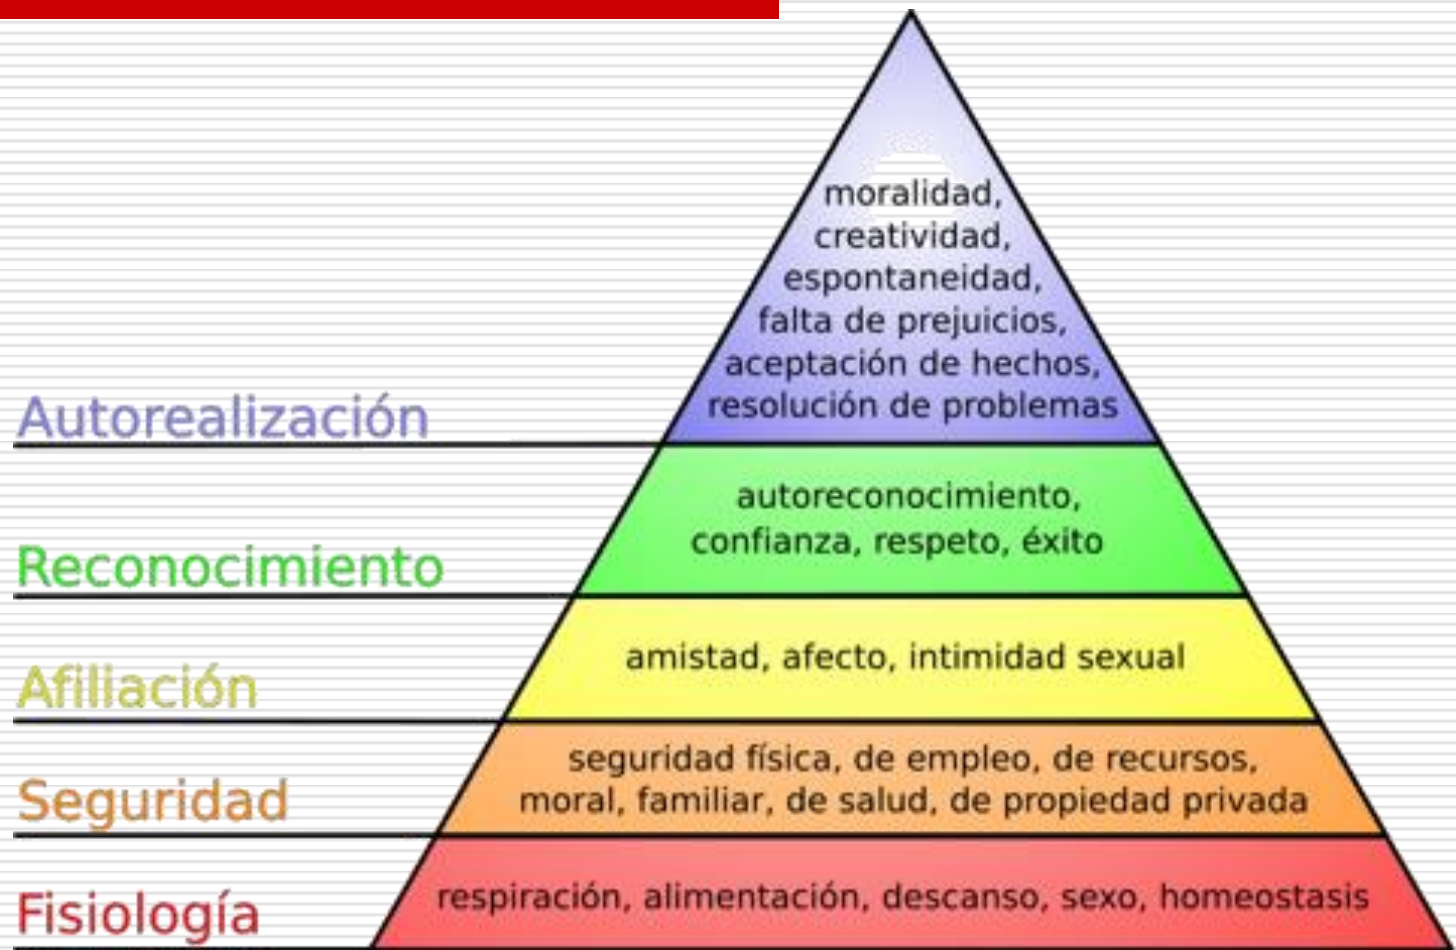 moralidad,
creatividad,
espontaneidad,
falta de prejuicios,
aceptación de hechos,
resolución de problemas
Autorealización
autoreconocimiento,
confianza, respeto, éxito
Reconocimiento
amistad, afecto, intimidad sexual
Afiliación
seguridad física, de empleo, de recursos,
moral, familiar, de salud, de propiedad privada
Seguridad
respiración, alimentación, descanso, sexo, homeostasis
Fisiología